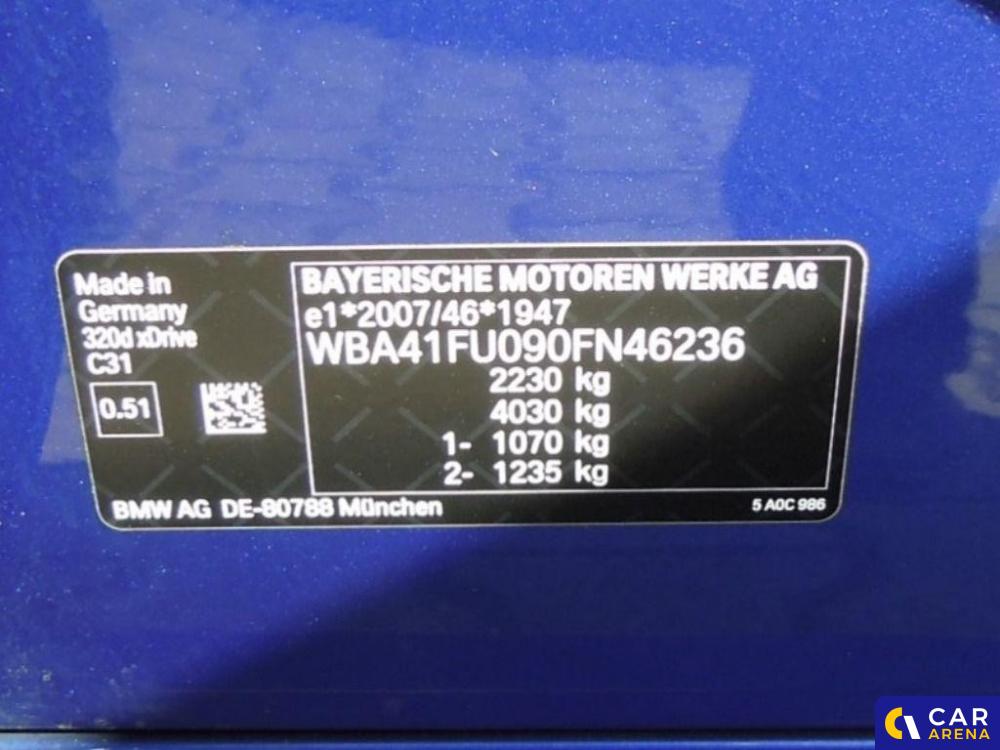 Made in
Germany
320d xDrive
C31
0.51
BAYERISCHE MOTOREN WERKE AG
e1*2007/46*1947
WBA41FU090FN46236
2230 kg
4030 kg
1- 1070 kg
2- 1235 kg
BMW AG DE-80788 München
5 A0C 986
CAR
ARENA